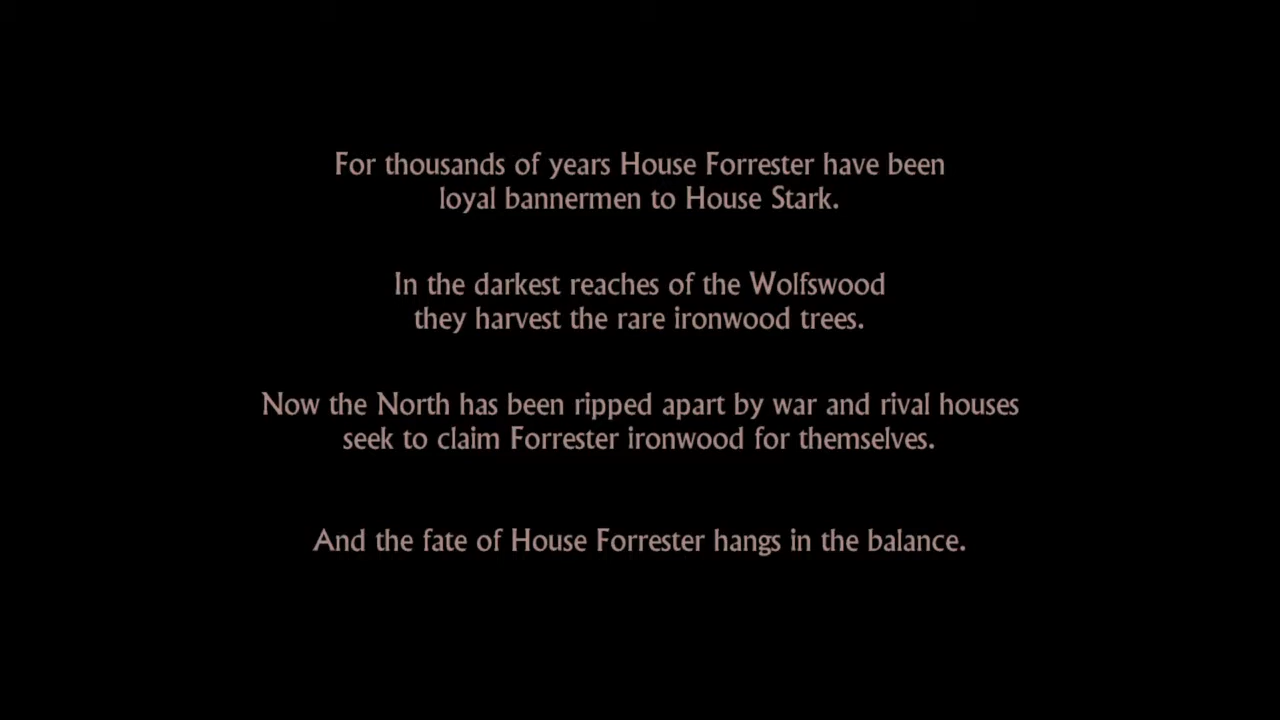 For thousands of years House Forrester have been
loyal bannermen to House Stark.
In the darkest reaches of the Wolfswood
they harvest the rare ironwood trees.
Now the North has been ripped apart by war and rival houses
seek to claim Forrester ironwood for themselves.
And the fate of House Forrester hangs in the balance.